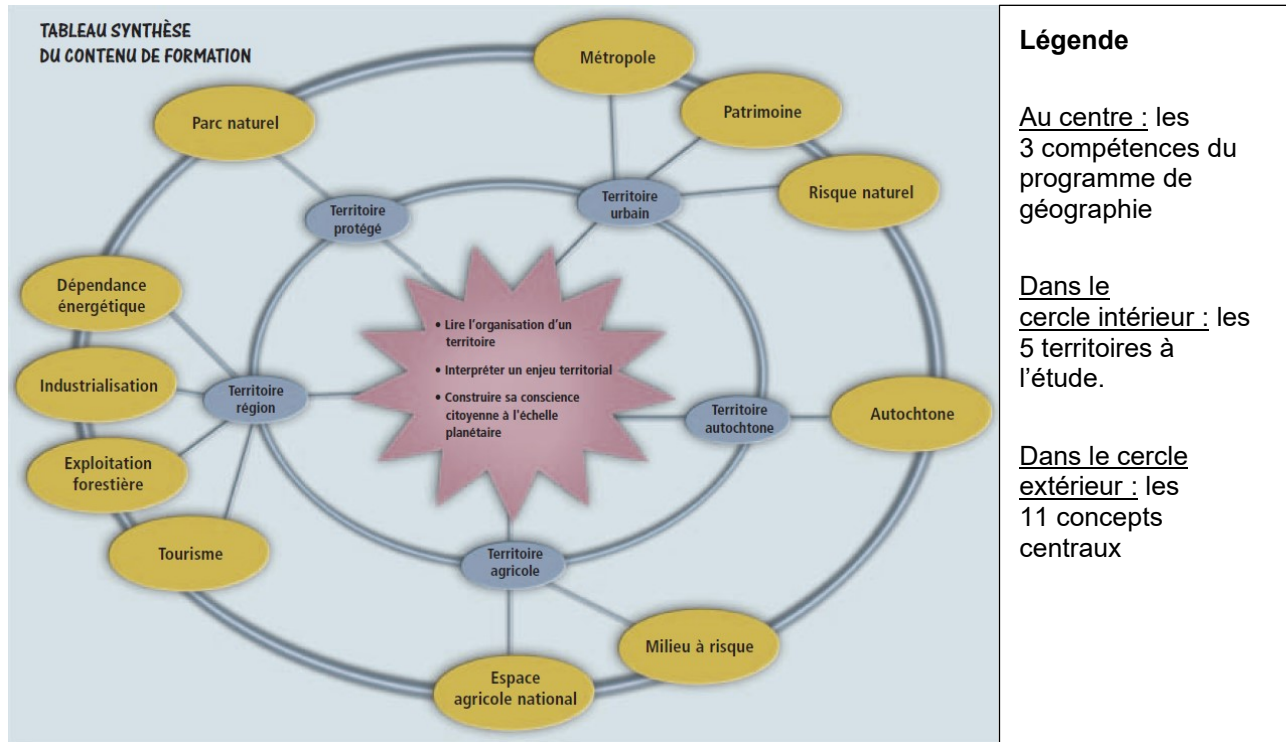 TABLEAU SYNTHÈSE
DU CONTENU DE FORMATION
Métropole
Patrimoine
Risque naturel
Parc naturel
Territoire
protégé
Territoire
urbain
Dépendance
énergétique
Industrialisation
Exploitation
forestière
Tourisme
Territoire
région
• Lire l'organisation d'un
territoire
• Interpréter un enjeu territorial
• Construire sa conscience
citoyenne à l'échelle
planétaire
Territoire
autochtone
Autochtone
Territoire
agricole
Milieu à risque
Espace
agricole national
Légende
Au centre : les
3 compétences du
programme de
géographie
Dans le
cercle intérieur : les
5 territoires à
l'étude.
Dans le cercle
extérieur : les
11 concepts
centraux